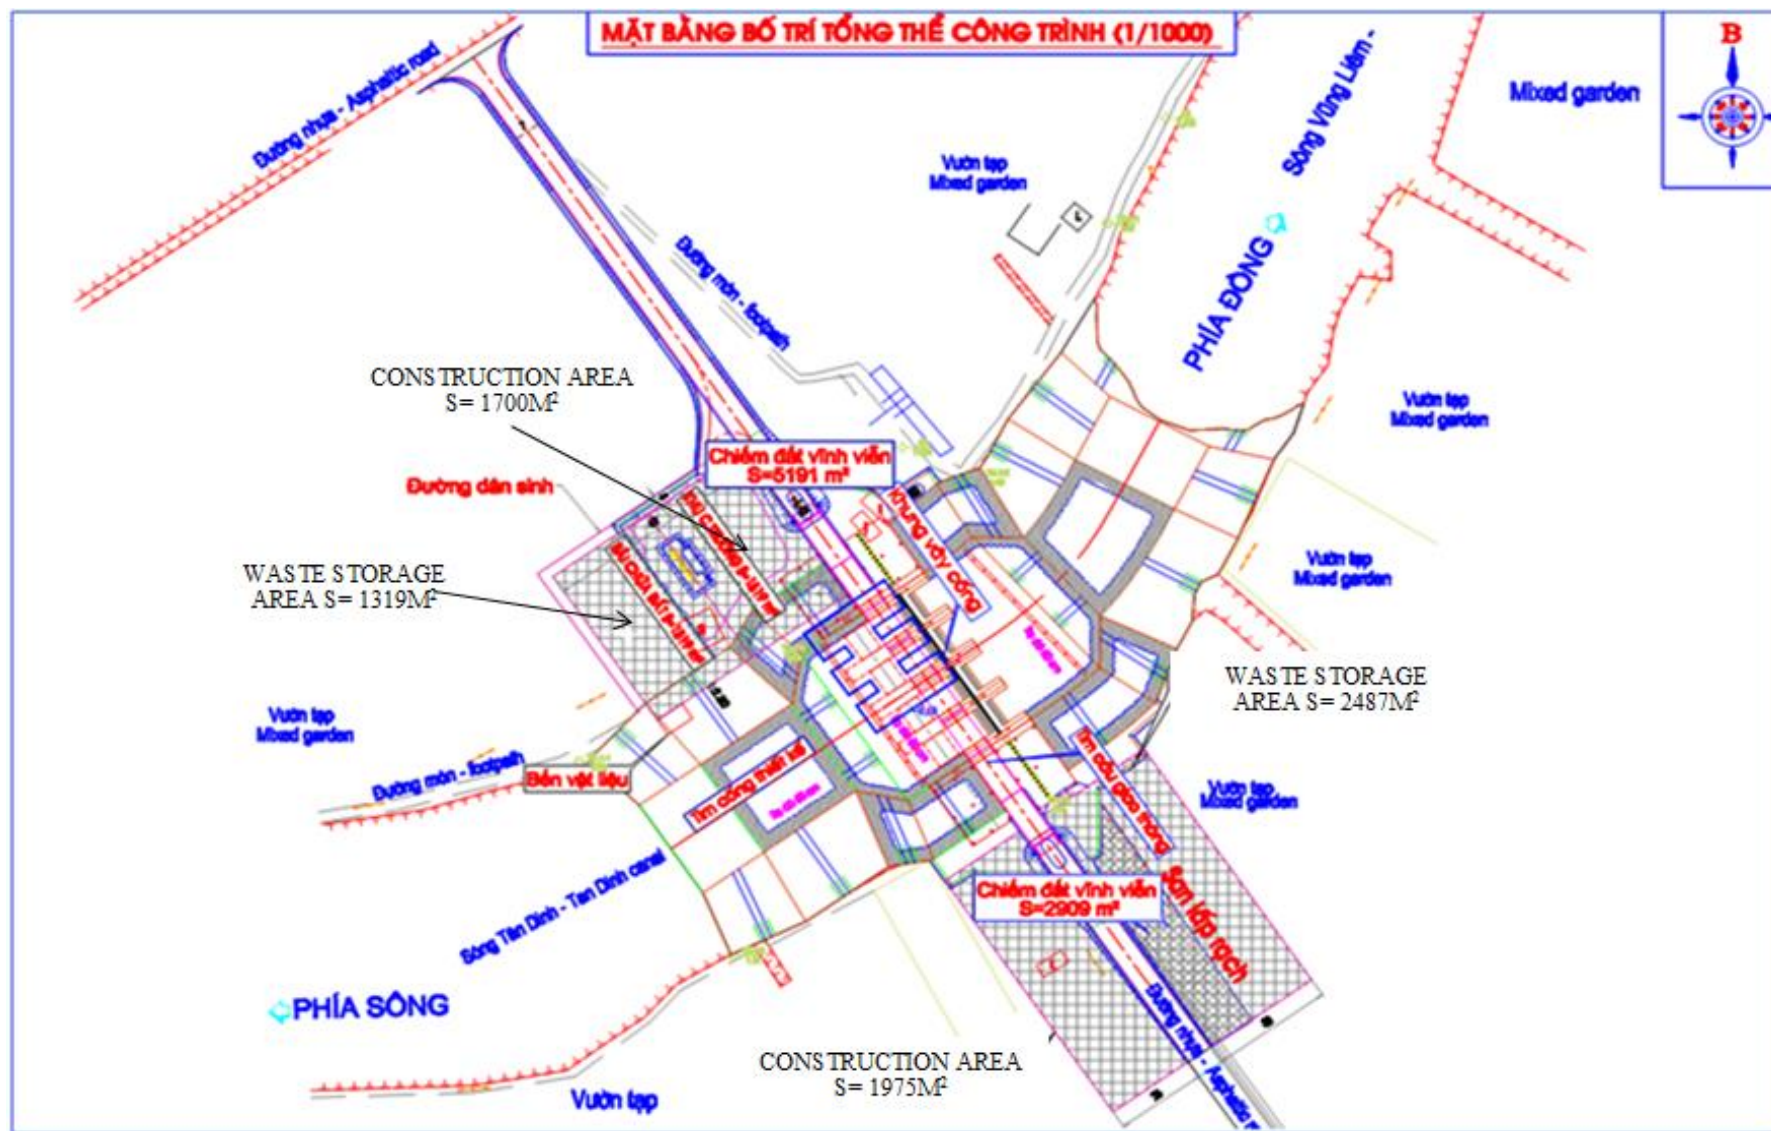 MẶT BẰNG BỐ TRÍ TỔNG THỂ CÔNG TRÌNH (1/1000)
B
Đường nhựa - Asphaltic road
Sông Vũng Liêm -
Mixed garden
Vườn tạp
Mixed garden
PHÍA ĐỒNG
Đường mòn - footpath
CONSTRUCTION AREA
S= 1700M²
Vườn tạp
Mixed garden
Chiếm đất vĩnh viễn
S=5191 m²
Đường dân sinh
Khung vây cống
WASTE STORAGE
AREA S= 1319M²
Vườn tạp
Mixed garden
WASTE STORAGE
AREA S= 2487M²
Vườn tạp
Mixed garden
Đường mòn - footpath
Bến vật liệu
Tim cống thiết kế
Tim cầu giao thông
Vườn tạp
Mixed garden
Sông Tân Dinh - Tan Dinh canal
Chiếm đất vĩnh viễn
S=2909 m²
San lấp rạch
PHÍA SÔNG
Đường nhựa - Asphaltic
CONSTRUCTION AREA
S= 1975M²
Vườn tạp